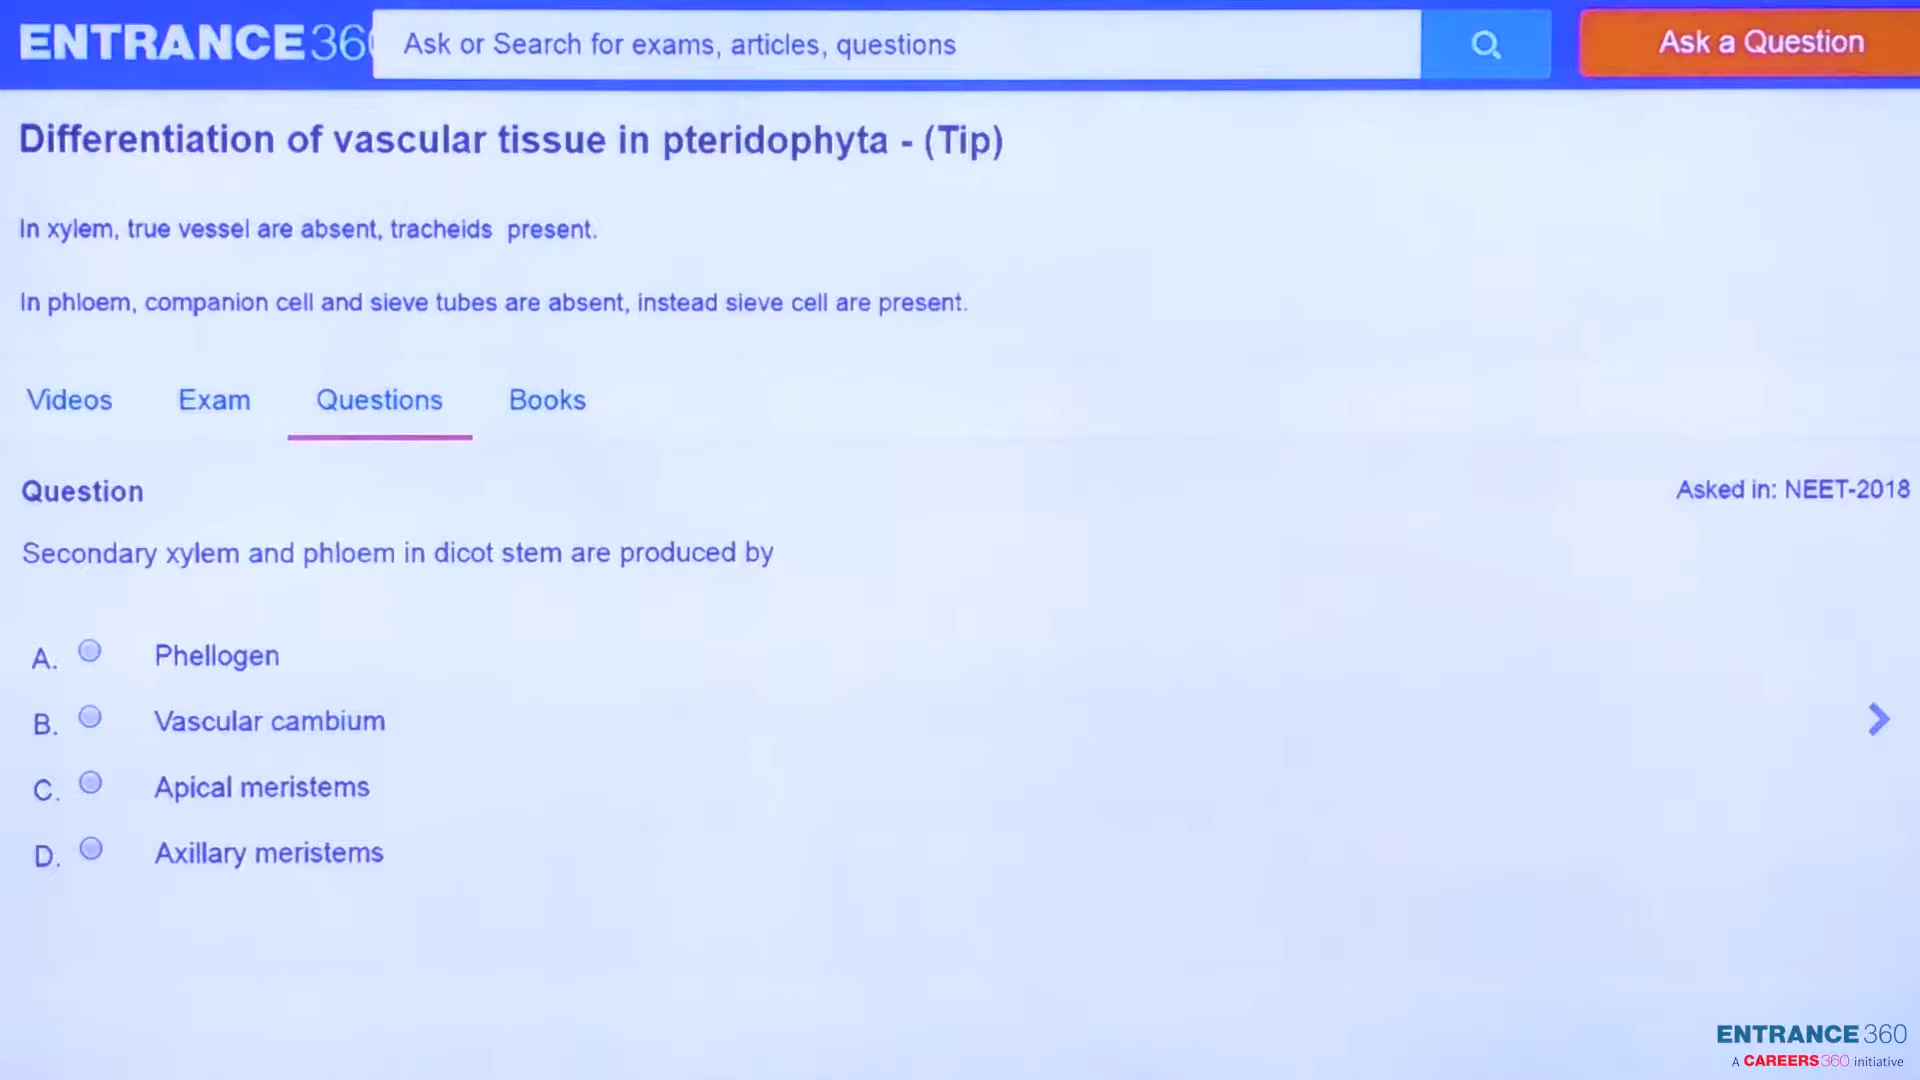 ENTRANCE360
Ask or Search for exams, articles, questions
Ask a Question
Differentiation of vascular tissue in pteridophyta - (Tip)
In xylem, true vessel are absent, tracheids present.
In phloem, companion cell and sieve tubes are absent, instead sieve cell are present.
Videos Exam Questions Books
Question
Asked in: NEET-2018
Secondary xylem and phloem in dicot stem are produced by
A. Phellogen
B. Vascular cambium
C. Apical meristems
D. Axillary meristems
ENTRANCE360
A CAREERS360 initiative